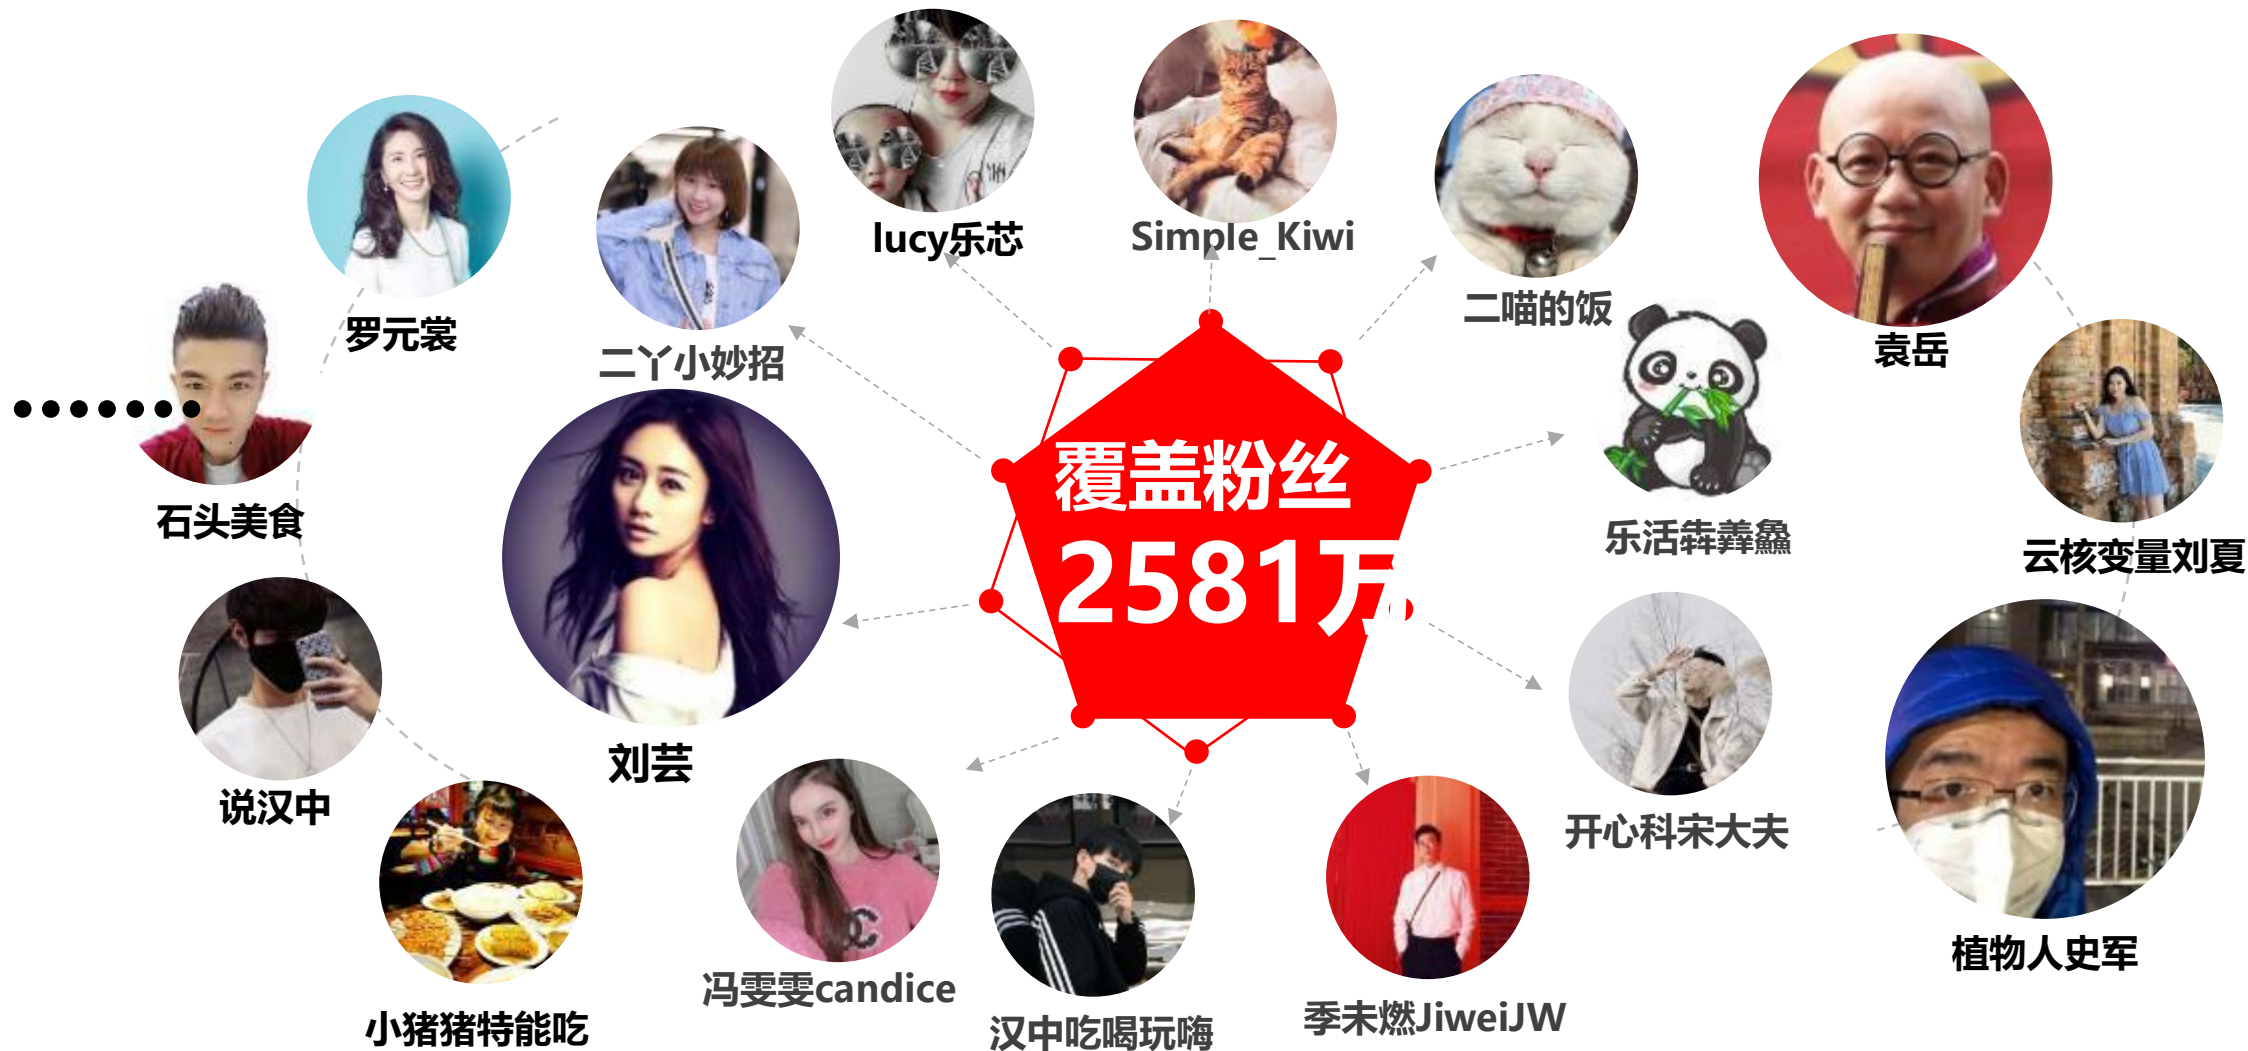 lucy乐芯
Simple_Kiwi
二喵的饭
罗元裳
二丫小妙招
袁岳
覆盖粉丝
2581万
石头美食
乐活犇羴鱻
云核变量刘夏
刘芸
说汉中
开心科宋大夫
植物人史军
冯雯雯candice
小猪猪特能吃
汉中吃喝玩嗨
季未燃JiweiJW